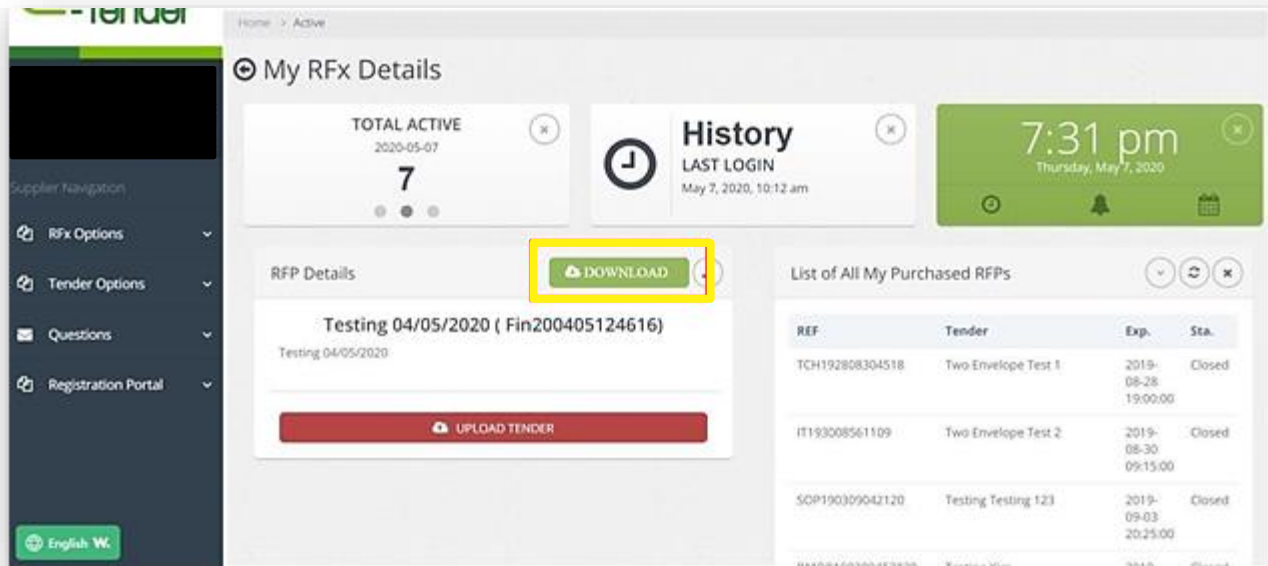 -Tender
Home > Active
My RFx Details
TOTAL ACTIVE
2020-05-07
7
History
LAST LOGIN
May 7, 2020, 10:12 am
7:31 pm
Thursday, May 7, 2020
Supplier Navigation
RFx Options
Tender Options
Questions
Registration Portal
English W.
RFP Details
DOWNLOAD
Testing 04/05/2020 ( Fin200405124616)
Testing 04/05/2020
UPLOAD TENDER
List of All My Purchased RFPs
REF Tender Exp. Sta.
TCH192808304518 Two Envelope Test 1 2019- Closed
08-28
19:00:00
IT193008561109 Two Envelope Test 2 2019- Closed
08-30
09:15:00
SOP190309042120 Testing Testing 123 2019- Closed
09-03
20:25:00